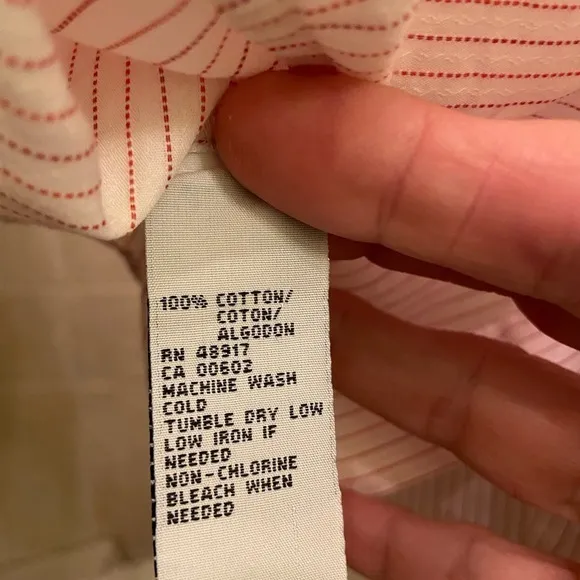 100% COTTON/
COTON/
ALGODON
RN 48917
CA 00602
MACHINE WASH
COLD
TUMBLE DRY LOW
LOW IRON IF
NEEDED
NON-CHLORINE
BLEACH WHEN
NEEDED